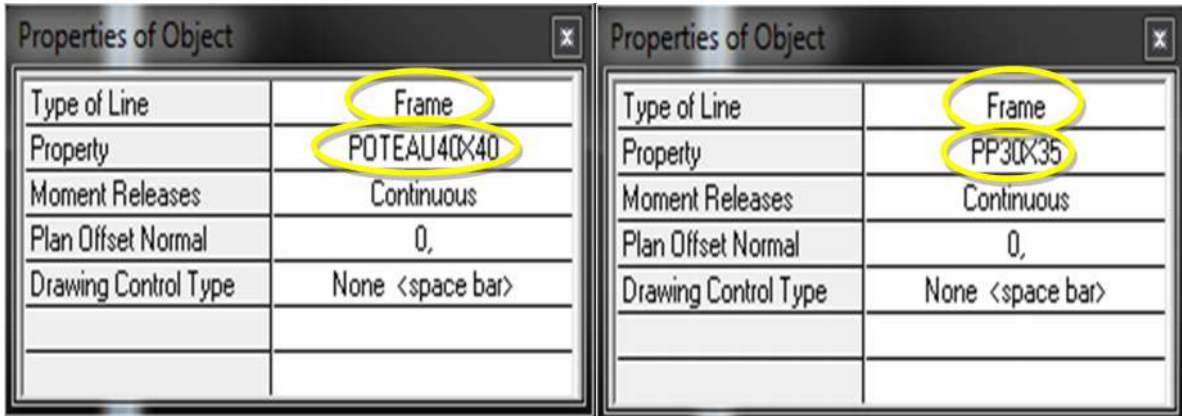 Properties of Object
Type of Line Frame
Property POTEAU40X40
Moment Releases Continuous
Plan Offset Normal 0,
Drawing Control Type None <space bar>
Properties of Object
Type of Line Frame
Property PP30X35
Moment Releases Continuous
Plan Offset Normal 0,
Drawing Control Type None <space bar>